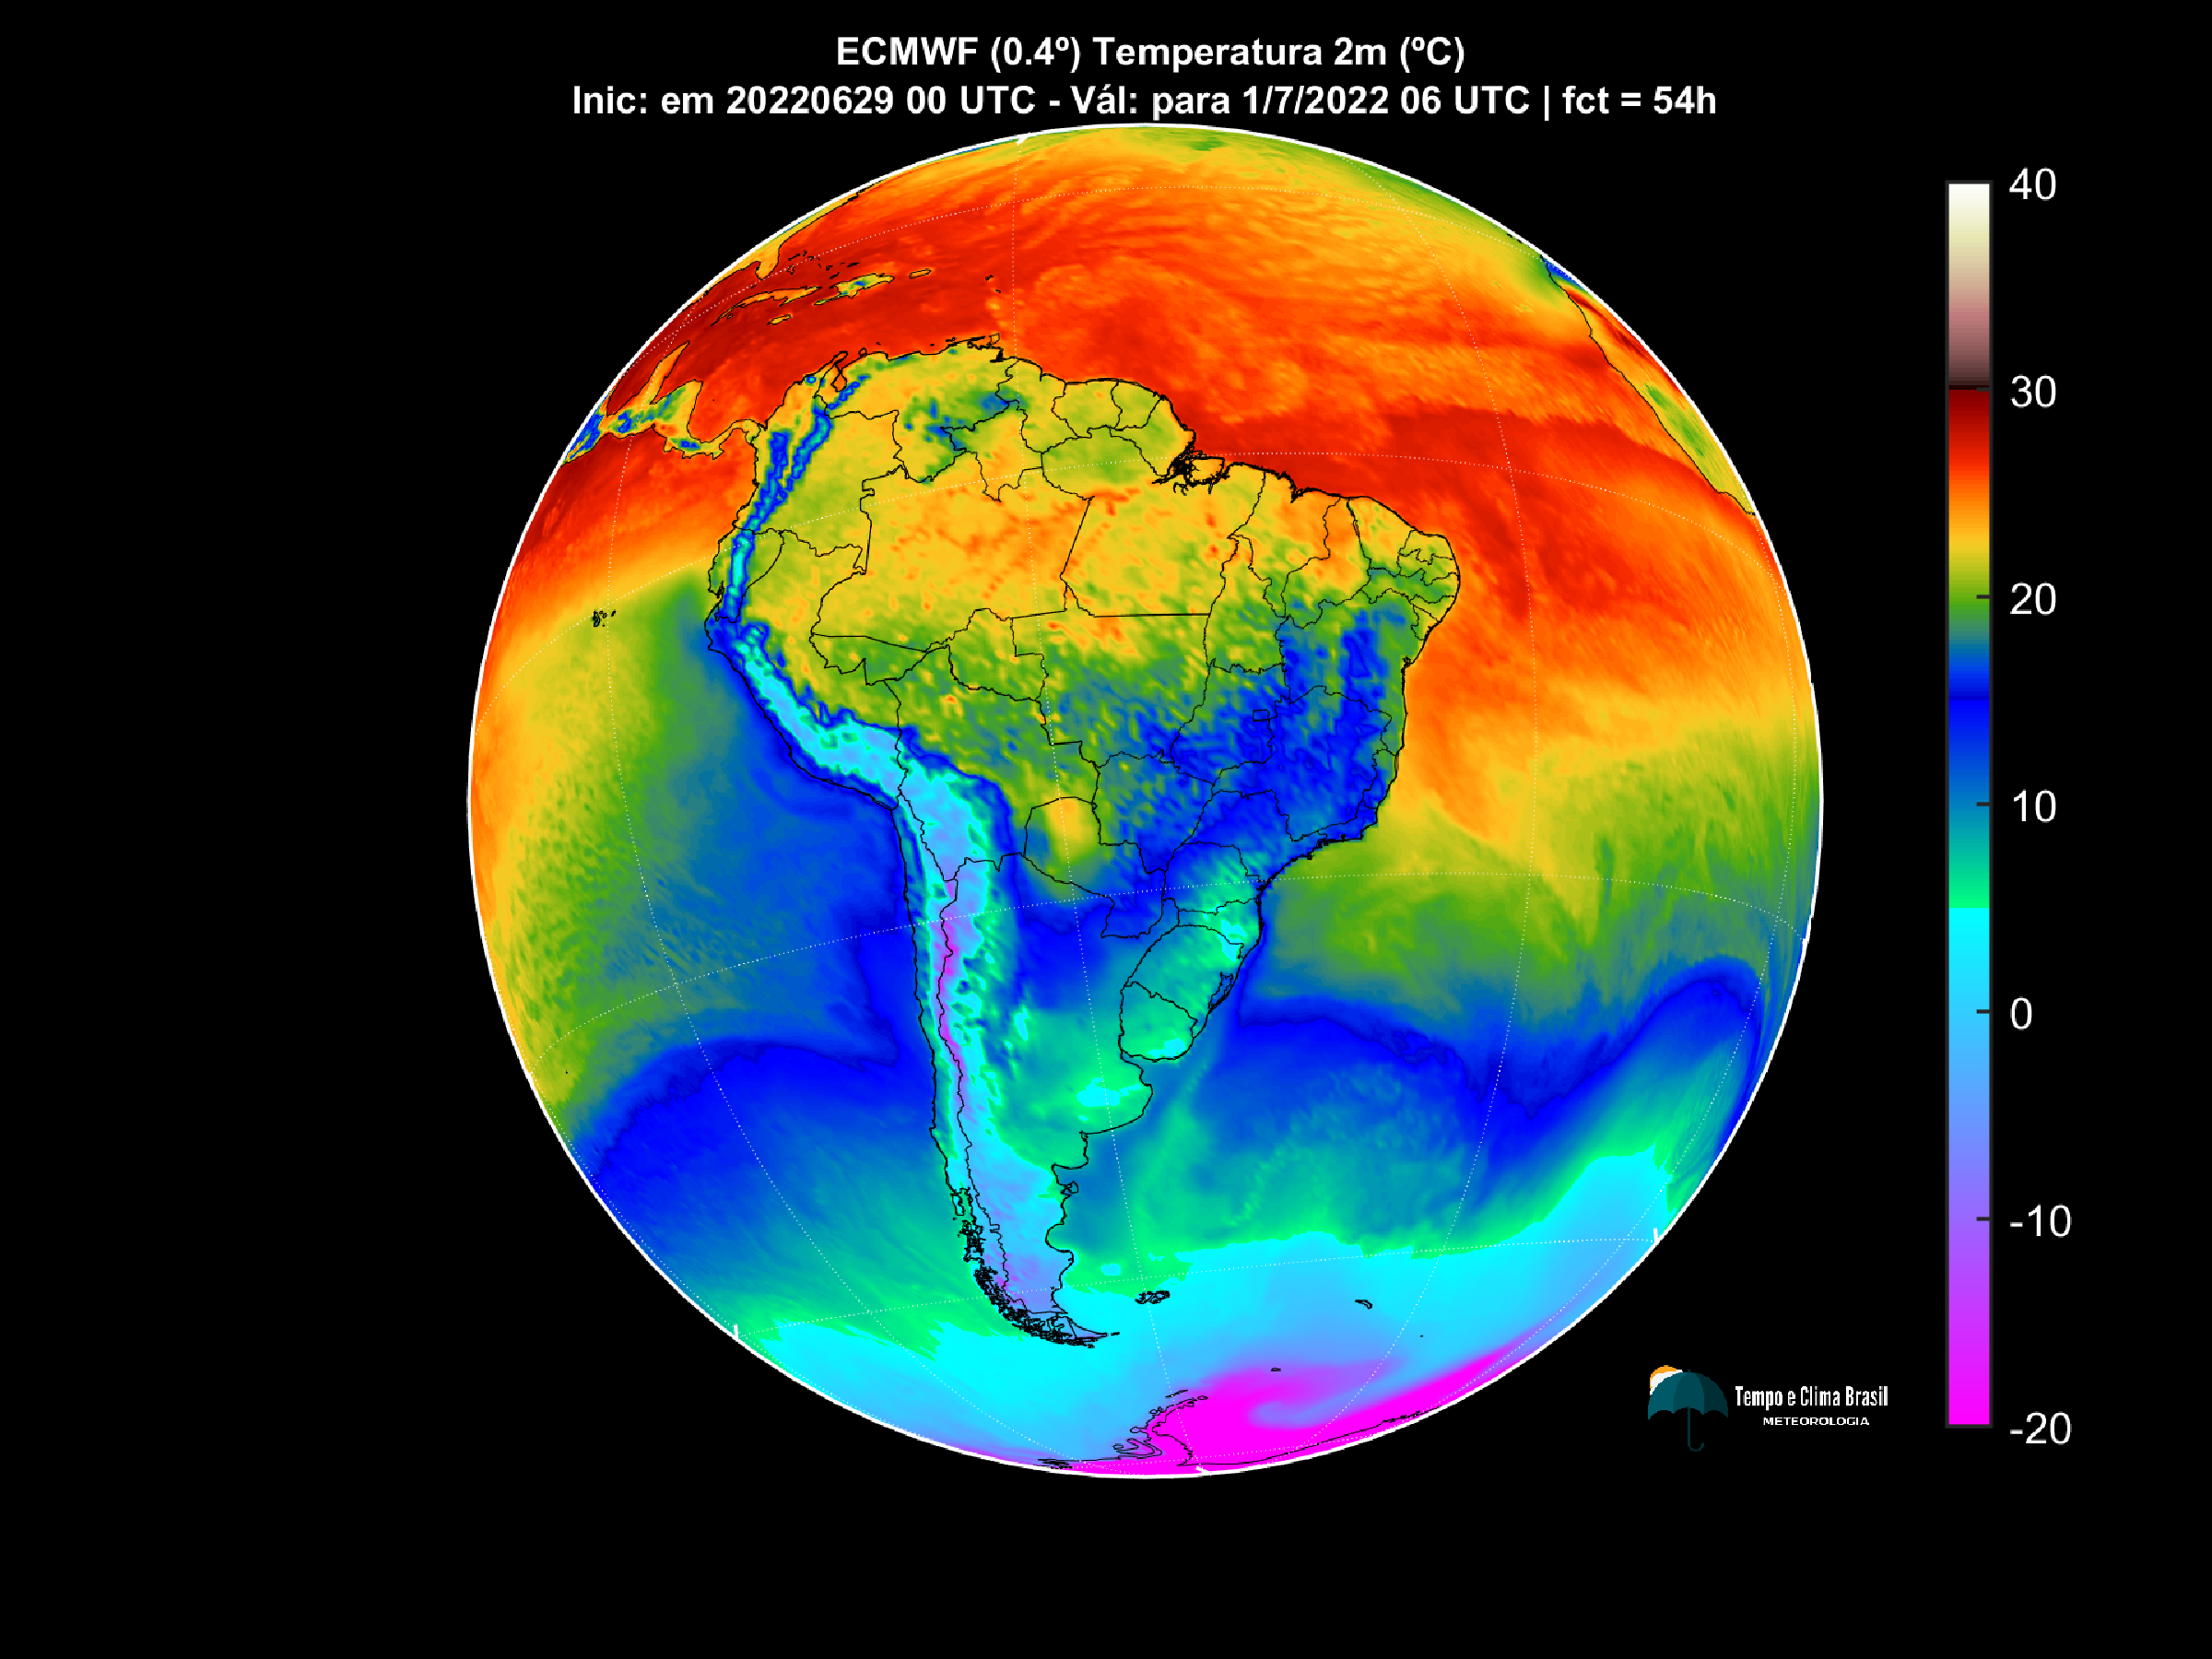 ECMWF (0.4º) Temperatura 2m (ºC)
Inic: em 20220629 00 UTC - Vál: para 1/7/2022 06 UTC | fct = 54h
40
30
20
10
0
-10
-20
Tempo e Clima Brasil
METEOROLOGIA